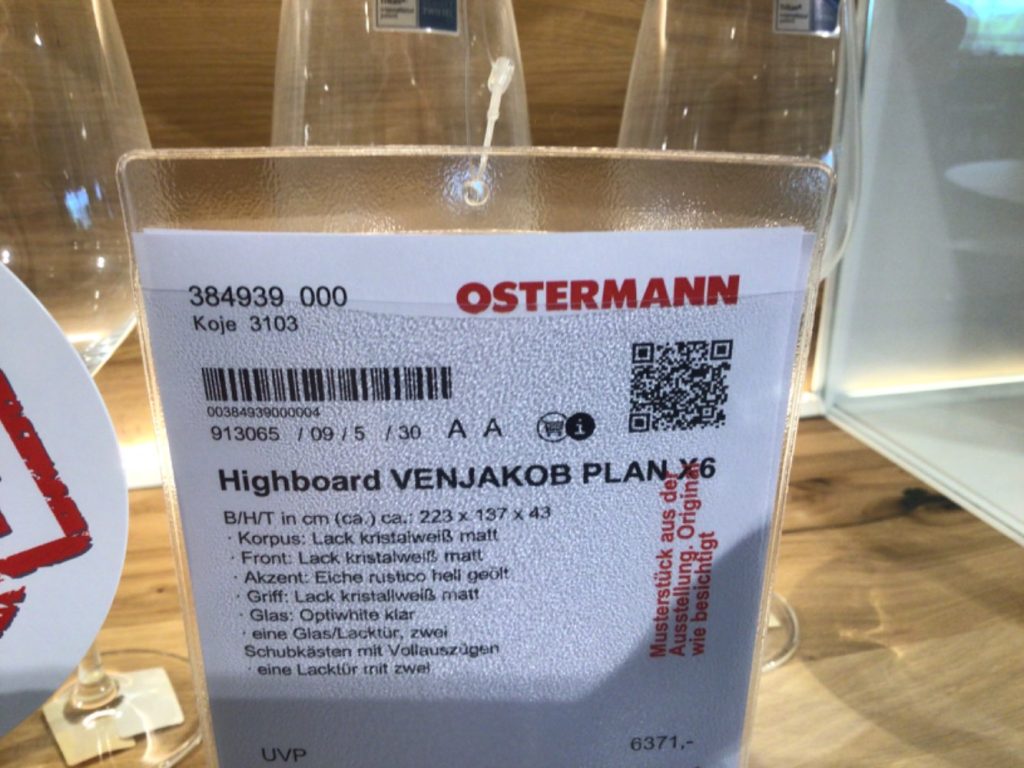 384939 000
OSTERMANN
Koje 3103
00384939000004
913065 / 09 / 5 / 30 A A
Highboard VENJAKOB PLAN X6
B/H/T in cm (ca.) ca.: 223 x 137 x 43
· Korpus: Lack kristalweiß matt
· Front: Lack kristalweiß matt
· Akzent: Eiche rustico hell geölt
· Griff: Lack kristallweiß matt
· Glas: Optiwhite klar
· eine Glas/Lacktür, zwei
Schubkästen mit Vollauszügen
· eine Lacktür mit zwei
Musterstück aus der
Ausstellung. Original
wie besichtigt
UVP 6371,-